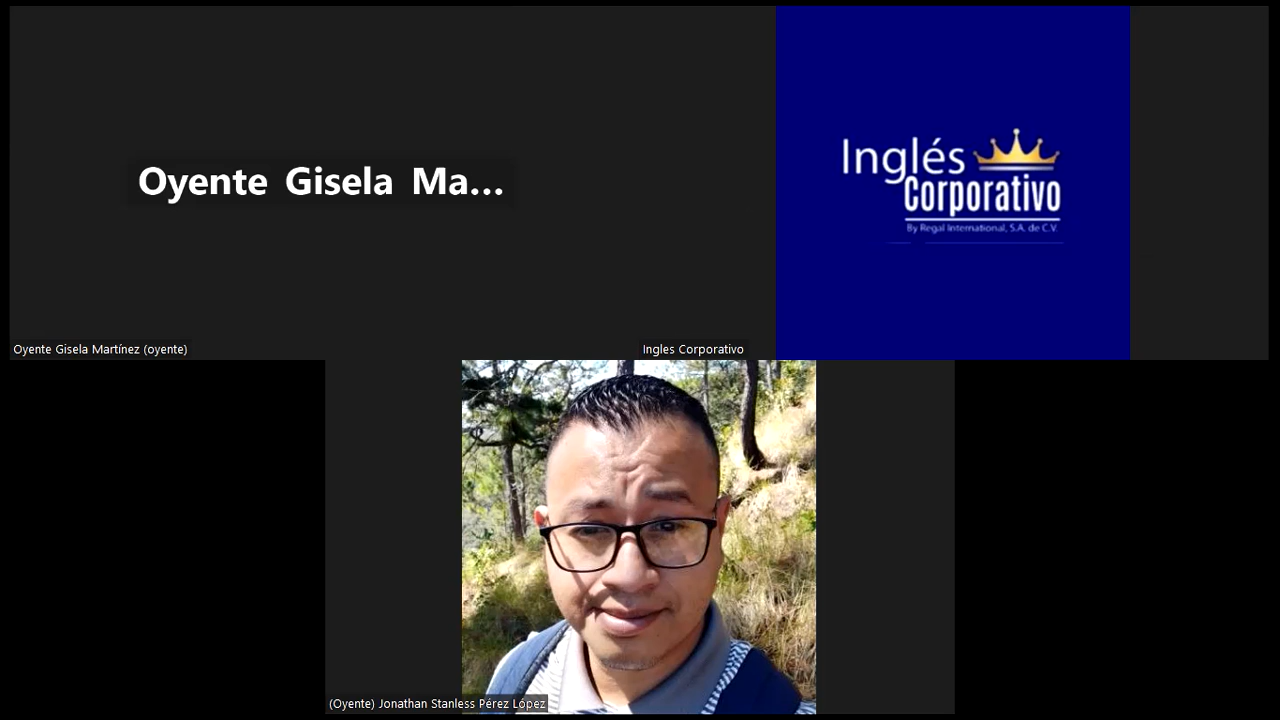 Oyente Gisela Ma...
Inglés
Corporativo
By Regal International, S.A. de C.V.
Oyente Gisela Martínez (oyente)
Ingles Corporativo
(Oyente) Jonathan Stanless Pérez López